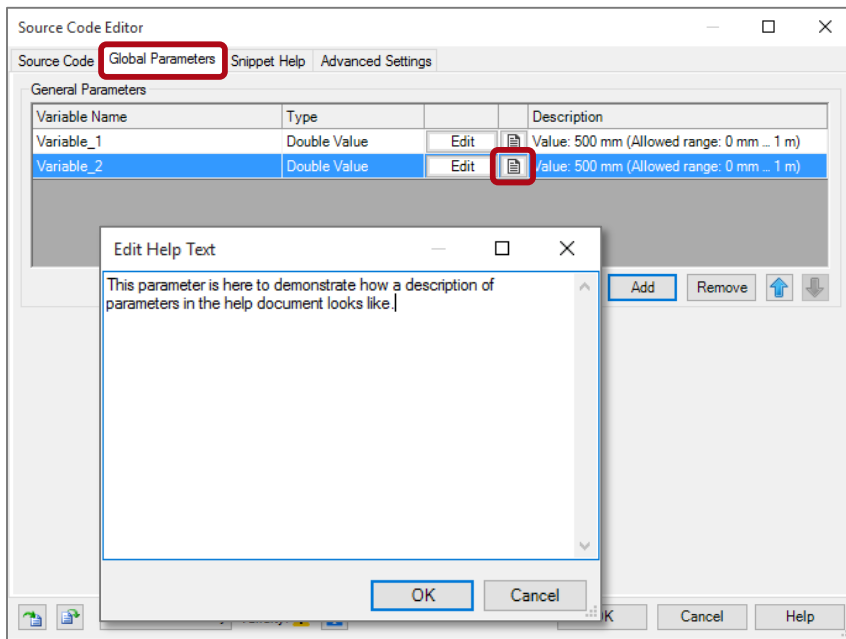 Source Code Editor
Source Code Global Parameters Snippet Help Advanced Settings
General Parameters
Variable Name Type Description
Variable_1 Double Value Edit Value: 500 mm (Allowed range: 0 mm ... 1 m)
Variable_2 Double Value Edit Value: 500 mm (Allowed range: 0 mm ... 1 m)
Edit Help Text
This parameter is here to demonstrate how a description of
parameters in the help document looks like.
Add Remove
OK Cancel
Cancel Help